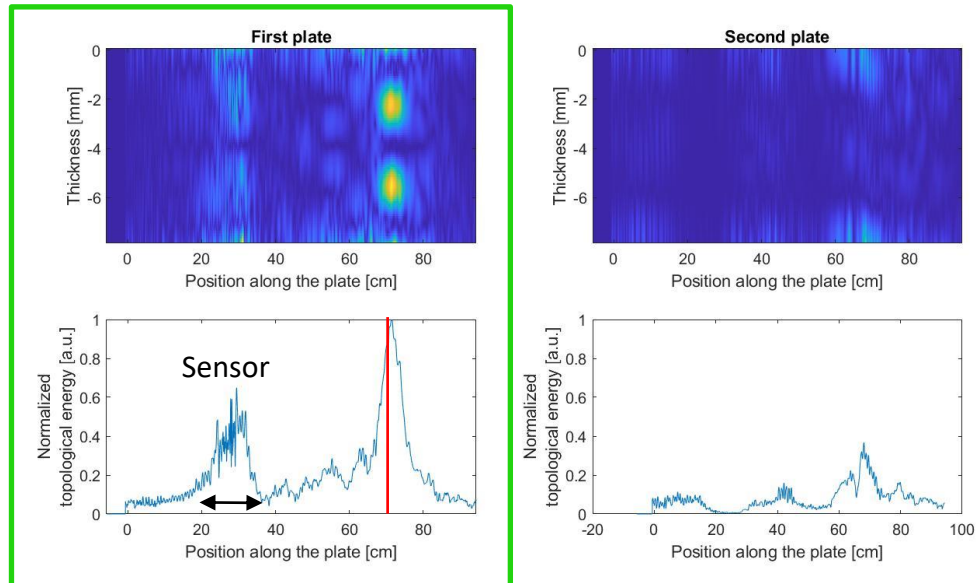 First plate
0
-2
-4
-6
Thickness [mm]
0 20 40 60 80
Position along the plate [cm]
Second plate
0
-2
-4
-6
Thickness [mm]
0 20 40 60 80
Position along the plate [cm]
1
0.8
0.6
0.4
0.2
0
Normalized
topological energy [a.u.]
Sensor
0 20 40 60 80
Position along the plate [cm]
1
0.8
0.6
0.4
0.2
0
Normalized
topological energy [a.u.]
-20 0 20 40 60 80 100
Position along the plate [cm]